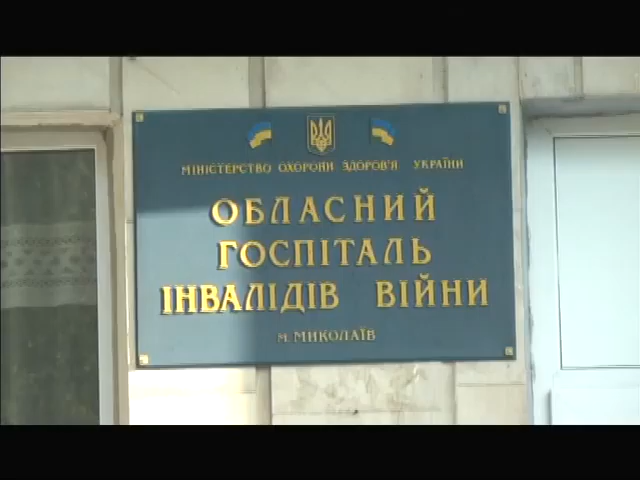 МІНІСТЕРСТВО ОХОРОНИ ЗДОРОВ'Я УКРАЇНИ
ОБЛАСНИЙ
ГОСПІТАЛЬ
ІНВАЛІДІВ ВІЙНИ
м. МИКОЛАЇВ